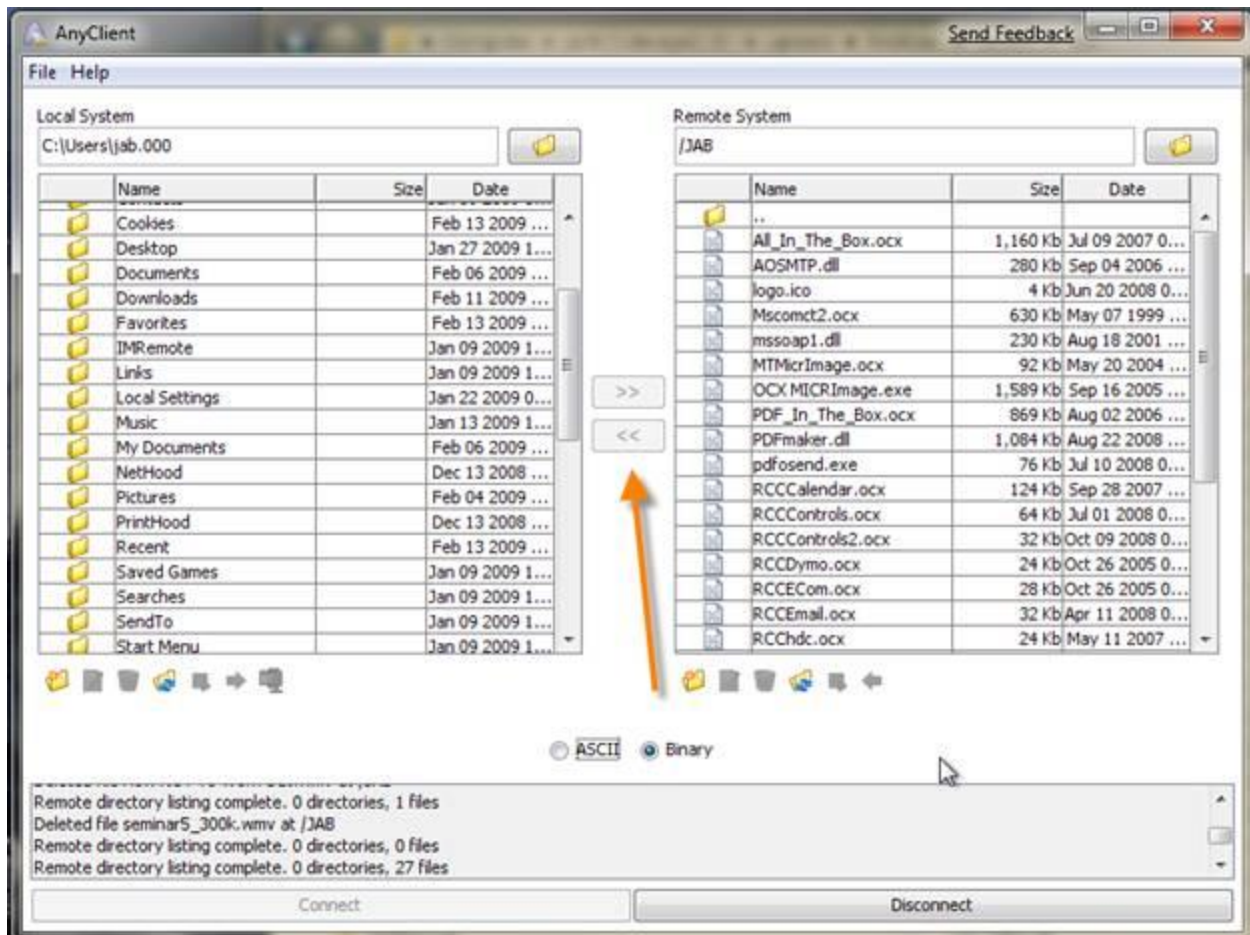 AnyClient Send Feedback
File Help
Local System
C:\Users\jab.000
Name Size Date
Cookies Feb 13 2009 ...
Desktop Jan 27 2009 1...
Documents Feb 06 2009 ...
Downloads Feb 11 2009 ...
Favorites Feb 13 2009 ...
IMRemote Jan 09 2009 1...
Links Jan 09 2009 1...
Local Settings Jan 22 2009 0...
Music Jan 13 2009 1...
My Documents Feb 06 2009 ...
NetHood Dec 13 2008 ...
Pictures Feb 04 2009 ...
PrintHood Dec 13 2008 ...
Recent Feb 13 2009 ...
Saved Games Jan 09 2009 1...
Searches Jan 09 2009 1...
SendTo Jan 09 2009 1...
Start Menu Jan 09 2009 1...
>>
<<
Remote System
/JAB
Name Size Date
..
All_In_The_Box.ocx 1,160 Kb Jul 09 2007 0...
AOSMTP.dll 280 Kb Sep 04 2006 ...
logo.ico 4 Kb Jun 20 2008 0...
Mscomct2.ocx 630 Kb May 07 1999 ...
mssoap1.dll 230 Kb Aug 18 2001 ...
MTMicrImage.ocx 92 Kb May 20 2004 ...
OCX MICRImage.exe 1,589 Kb Sep 16 2005 ...
PDF_In_The_Box.ocx 869 Kb Aug 02 2006 ...
PDFmaker.dll 1,084 Kb Aug 22 2008 ...
pdfosend.exe 76 Kb Jul 10 2008 0...
RCCCalendar.ocx 124 Kb Sep 28 2007 ...
RCCControls.ocx 64 Kb Jul 01 2008 0...
RCCControls2.ocx 32 Kb Oct 09 2008 0...
RCCDymo.ocx 24 Kb Oct 26 2005 0...
RCCECom.ocx 28 Kb Oct 26 2005 0...
RCCEmail.ocx 32 Kb Apr 11 2008 0...
RCChdc.ocx 24 Kb May 11 2007 ...
ASCII Binary
Remote directory listing complete. 0 directories, 1 files
Deleted file seminar5_300k.wmv at /JAB
Remote directory listing complete. 0 directories, 0 files
Remote directory listing complete. 0 directories, 27 files
Connect Disconnect